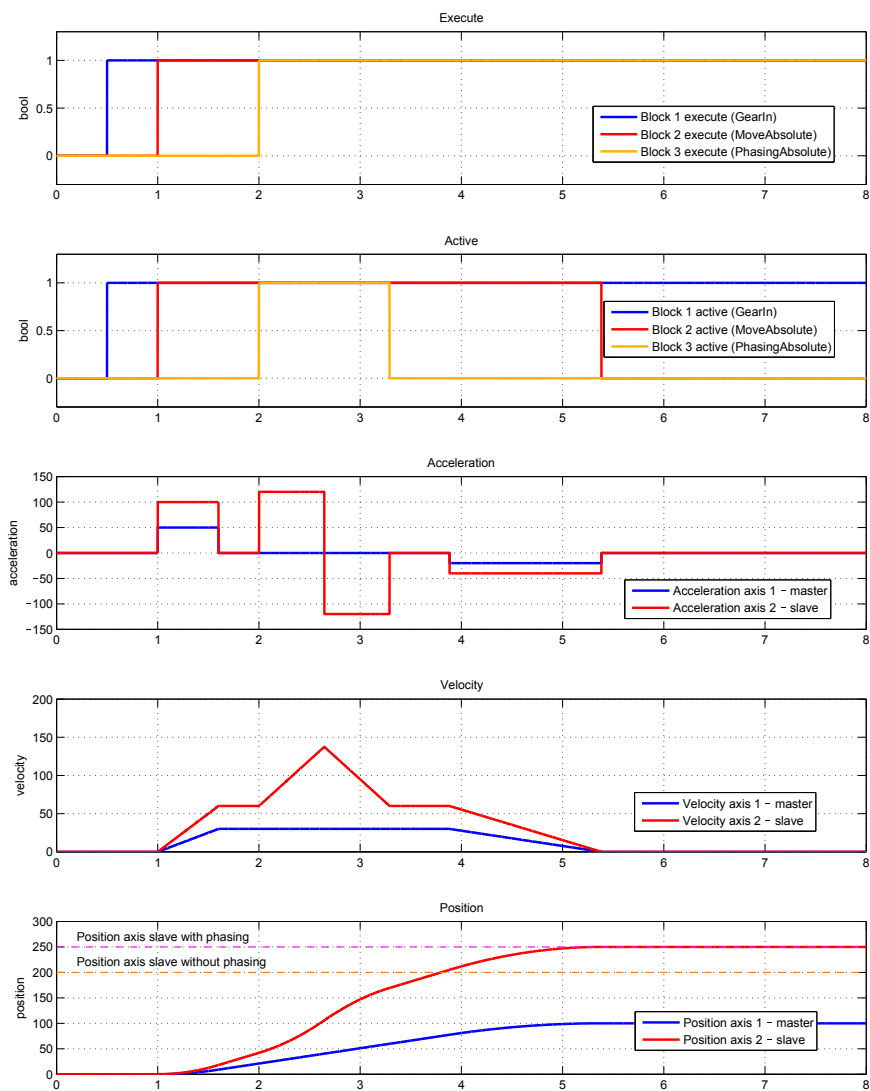 Execute
1
0.5
0
bool
Block 1 execute (GearIn)
Block 2 execute (MoveAbsolute)
Block 3 execute (PhasingAbsolute)
0 1 2 3 4 5 6 7 8
Active
1
0.5
0
bool
Block 1 active (GearIn)
Block 2 active (MoveAbsolute)
Block 3 active (PhasingAbsolute)
0 1 2 3 4 5 6 7 8
Acceleration
150
100
50
0
−50
−100
−150
acceleration
Acceleration axis 1 − master
Acceleration axis 2 − slave
0 1 2 3 4 5 6 7 8
Velocity
200
150
100
50
0
velocity
Velocity axis 1 − master
Velocity axis 2 − slave
0 1 2 3 4 5 6 7 8
Position
300
250
200
150
100
50
0
position
Position axis slave with phasing
Position axis slave without phasing
Position axis 1 − master
Position axis 2 − slave
0 1 2 3 4 5 6 7 8